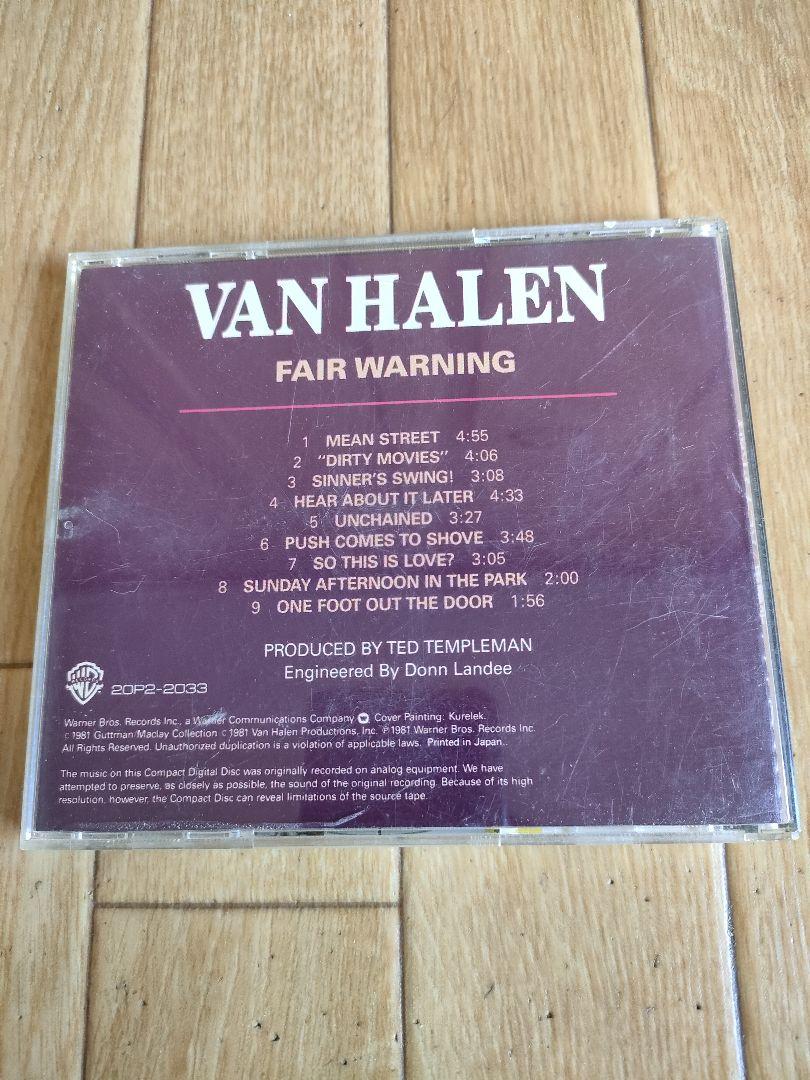 VAN HALEN
FAIR WARNING
1 MEAN STREET 4:55
2 "DIRTY MOVIES" 4:06
3 SINNER'S SWING! 3:08
4 HEAR ABOUT IT LATER 4:33
5 UNCHAINED 3:27
6 PUSH COMES TO SHOVE 3:48
7 SO THIS IS LOVE? 3:05
8 SUNDAY AFTERNOON IN THE PARK 2:00
9 ONE FOOT OUT THE DOOR 1:56
PRODUCED BY TED TEMPLEMAN
Engineered By Donn Landee
20P2-2033
Warner Bros. Records Inc., a Warner Communications Company Cover Painting: Kurelek.
© 1981 Guttman/Maclay Collection © 1981 Van Halen Productions, Inc. ℗ 1981 Warner Bros. Records Inc.
All Rights Reserved. Unauthorized duplication is a violation of applicable laws. Printed in Japan.
The music on this Compact Digital Disc was originally recorded on analog equipment. We have
attempted to preserve, as closely as possible, the sound of the original recording. Because of its high
resolution, however, the Compact Disc can reveal limitations of the source tape.